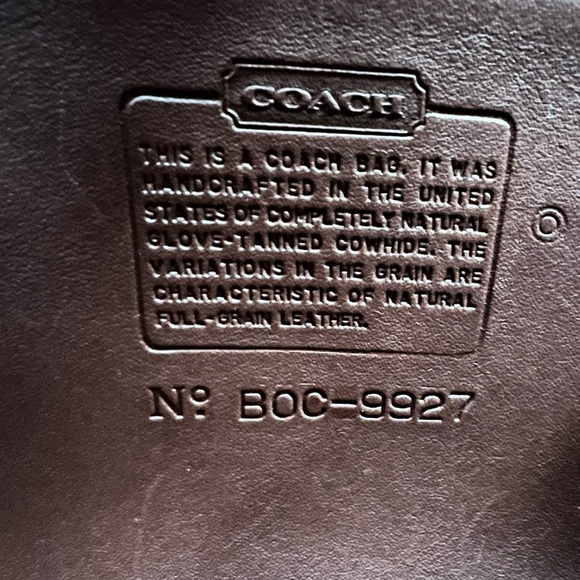 COACH
THIS IS A COACH BAG. IT WAS
HANDCRAFTED IN THE UNITED
STATES OF COMPLETELY NATURAL
GLOVE-TANNED COWHIDE. THE
VARIATIONS IN THE GRAIN ARE
CHARACTERISTIC OF NATURAL
FULL-GRAIN LEATHER.
©
Nº BOC-9927